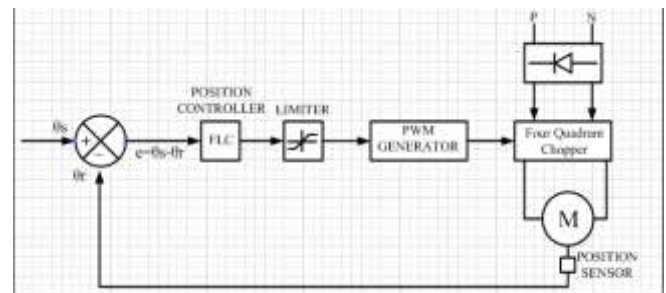 P N
POSITION
CONTROLLER
LIMITER
θs
+
−
θr
e=θs-θr
FLC
PWM
GENERATOR
Four Quadrant
Chopper
M
POSITION
SENSOR